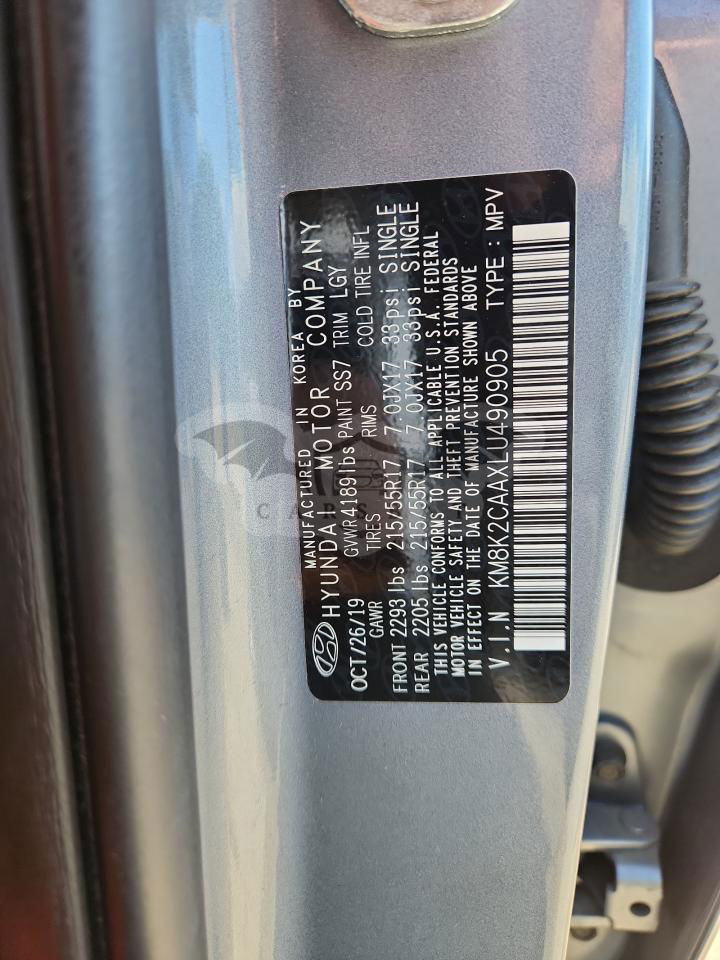 MANUFACTURED IN KOREA BY
HYUNDAI MOTOR COMPANY
OCT/26/19 GVWR 4189lbs PAINT SS7 TRIM LGY
GAWR TIRES RIMS COLD TIRE INFL
FRONT 2293 lbs 215/55R17 7.0JX17 33psi SINGLE
REAR 2205 lbs 215/55R17 7.0JX17 33psi SINGLE
THIS VEHICLE CONFORMS TO ALL APPLICABLE U.S.A. FEDERAL
MOTOR VEHICLE SAFETY AND THEFT PREVENTION STANDARDS
IN EFFECT ON THE DATE OF MANUFACTURE SHOWN ABOVE
V.I.N KM8K2CAAXLU490905 TYPE : MPV